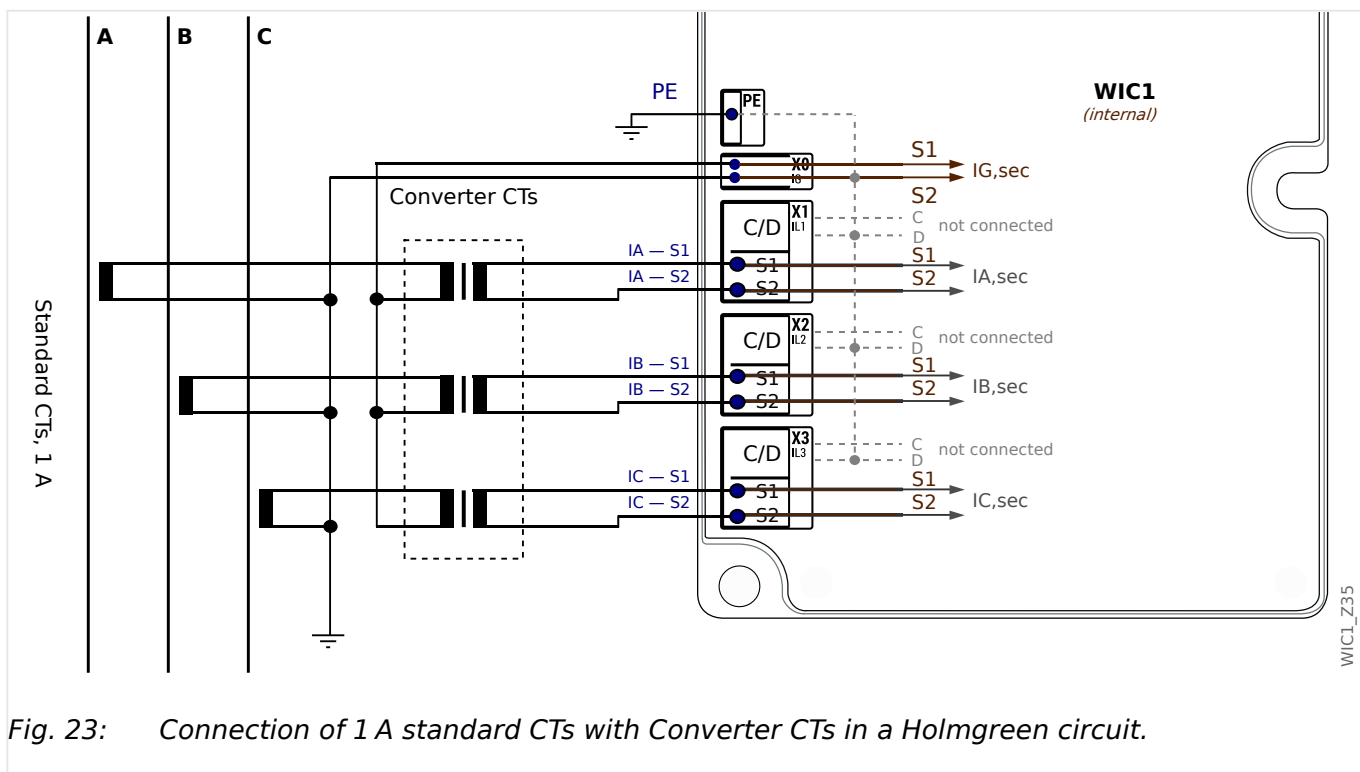 A B C
WIC1
(internal)
PE
PE
S1
X0
IG
IG,sec
S2
Converter CTs
X1
IL1
C/D
C
D
not connected
IA — S1
S1
S1
IA — S2
S2
S2
IA,sec
X2
IL2
C/D
C
D
not connected
IB — S1
S1
S1
IB — S2
S2
S2
IB,sec
X3
IL3
C/D
C
D
not connected
IC — S1
S1
S1
IC — S2
S2
S2
IC,sec
Standard CTs, 1 A
WIC1_Z35
Fig. 23: Connection of 1 A standard CTs with Converter CTs in a Holmgreen circuit.